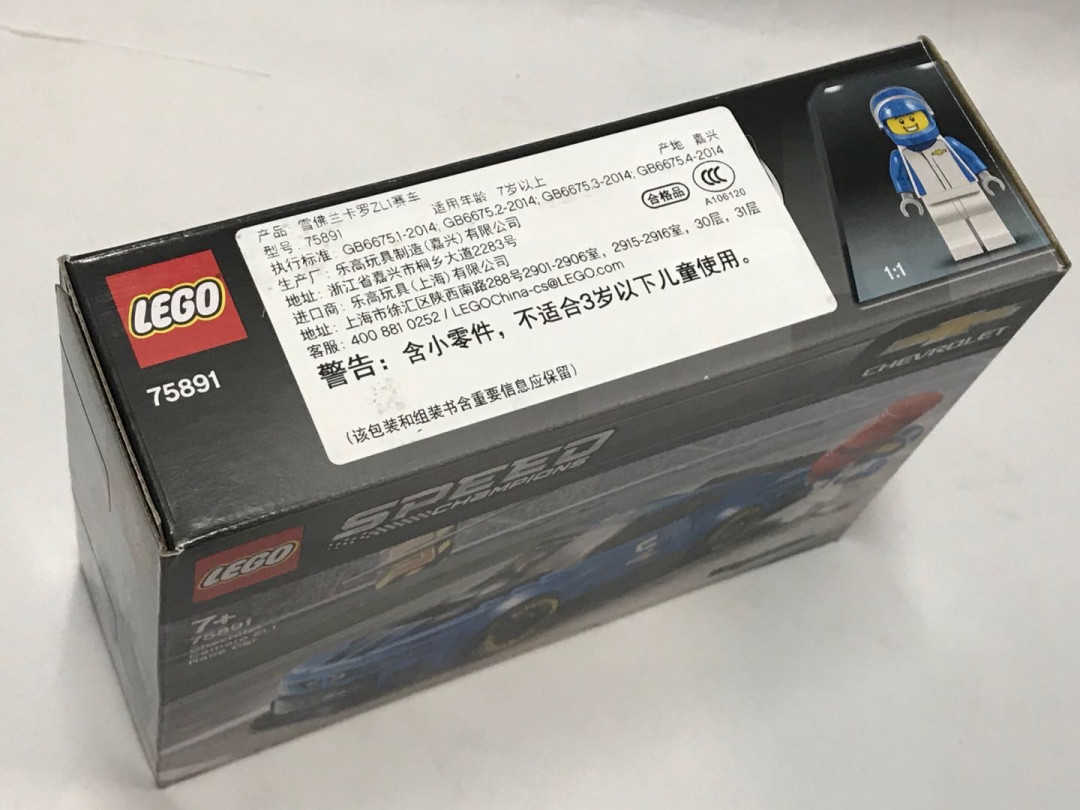 LEGO
75891
产品：雪佛兰卡罗ZL1赛车 适用年龄 7岁以上
产地 嘉兴
型号：75891
执行标准：GB6675.1-2014; GB6675.2-2014; GB6675.3-2014; GB6675.4-2014
生产厂：乐高玩具制造(嘉兴)有限公司
合格品
CCC
A106120
地址：浙江省嘉兴市桐乡大道2283号
进口商：乐高玩具(上海)有限公司
地址：上海市徐汇区陕西南路288号2901-2906室，2915-2916室，30层，31层
客服：400 881 0252 / LEGOChina-cs@LEGO.com
警告：含小零件，不适合3岁以下儿童使用。
(该包装和组装书含重要信息应保留)
1:1
CHEVROLET
SPEED
CHAMPIONS
LEGO
7+
75891
Chevrolet
Camaro ZL1
Race Car
5